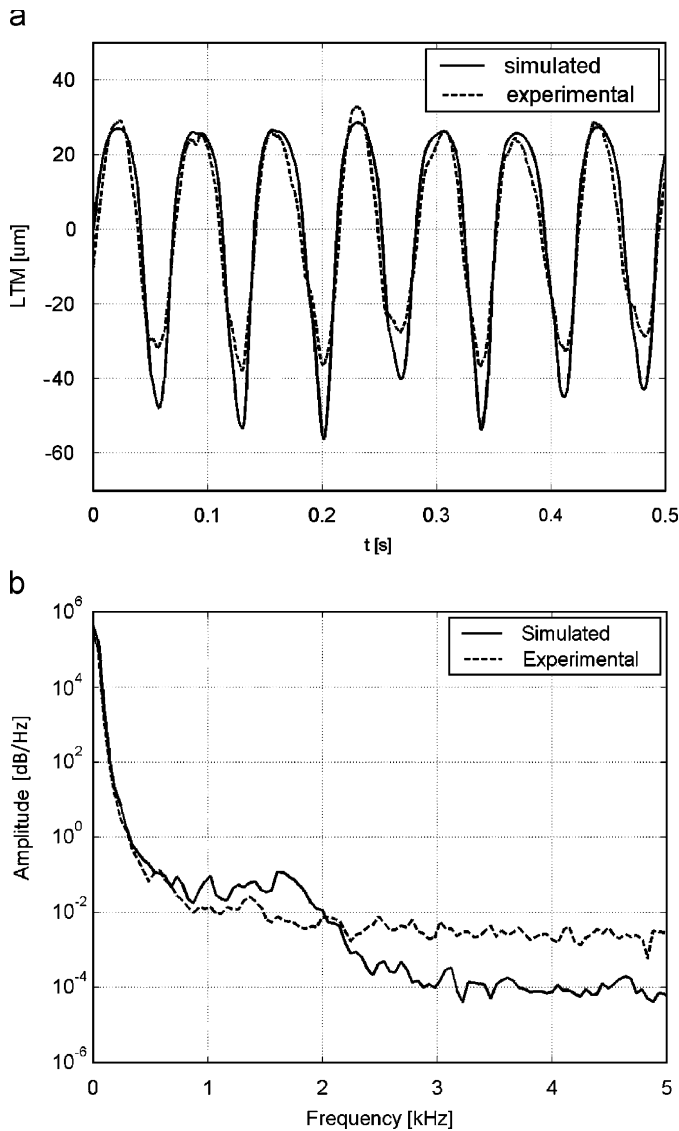 a
40
20
0
-20
-40
-60
LTM [um]
simulated
experimental
0 0.1 0.2 0.3 0.4 0.5
t [s]
b
10^6
10^4
10^2
10^0
10^-2
10^-4
10^-6
Amplitude [dB/Hz]
Simulated
Experimental
0 1 2 3 4 5
Frequency [kHz]